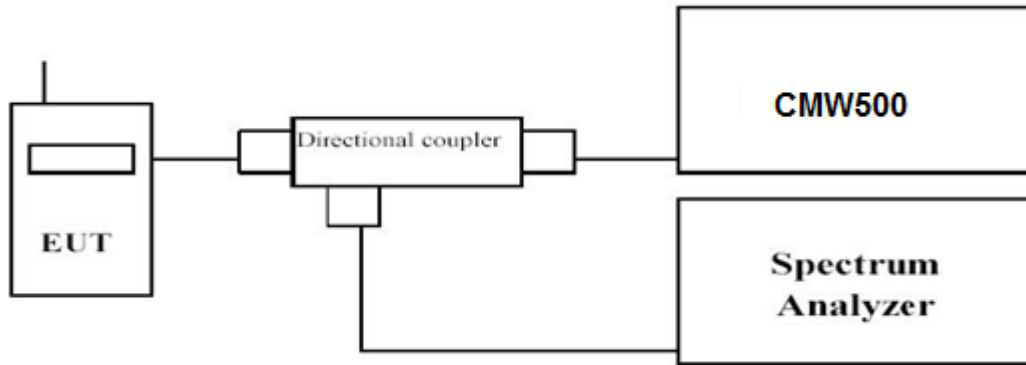 CMW500
Directional coupler
EUT
Spectrum
Analyzer